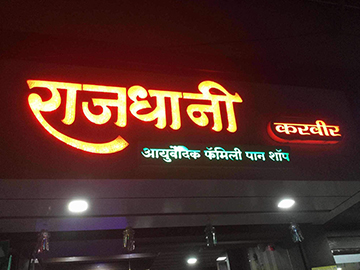 राजधानी
करवीर
आयुर्वेदिक फॅमिली पान शॉप